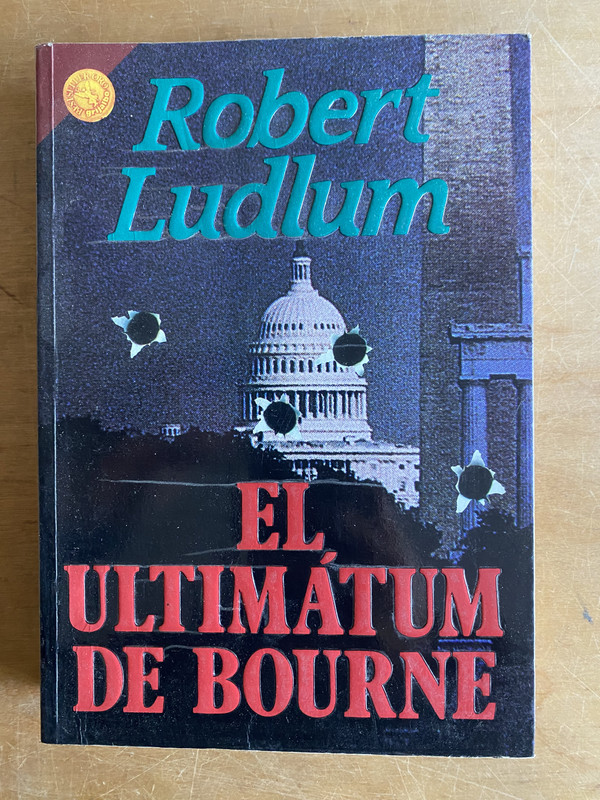 Robert
Ludlum
EL
ULTIMÁTUM
DE BOURNE